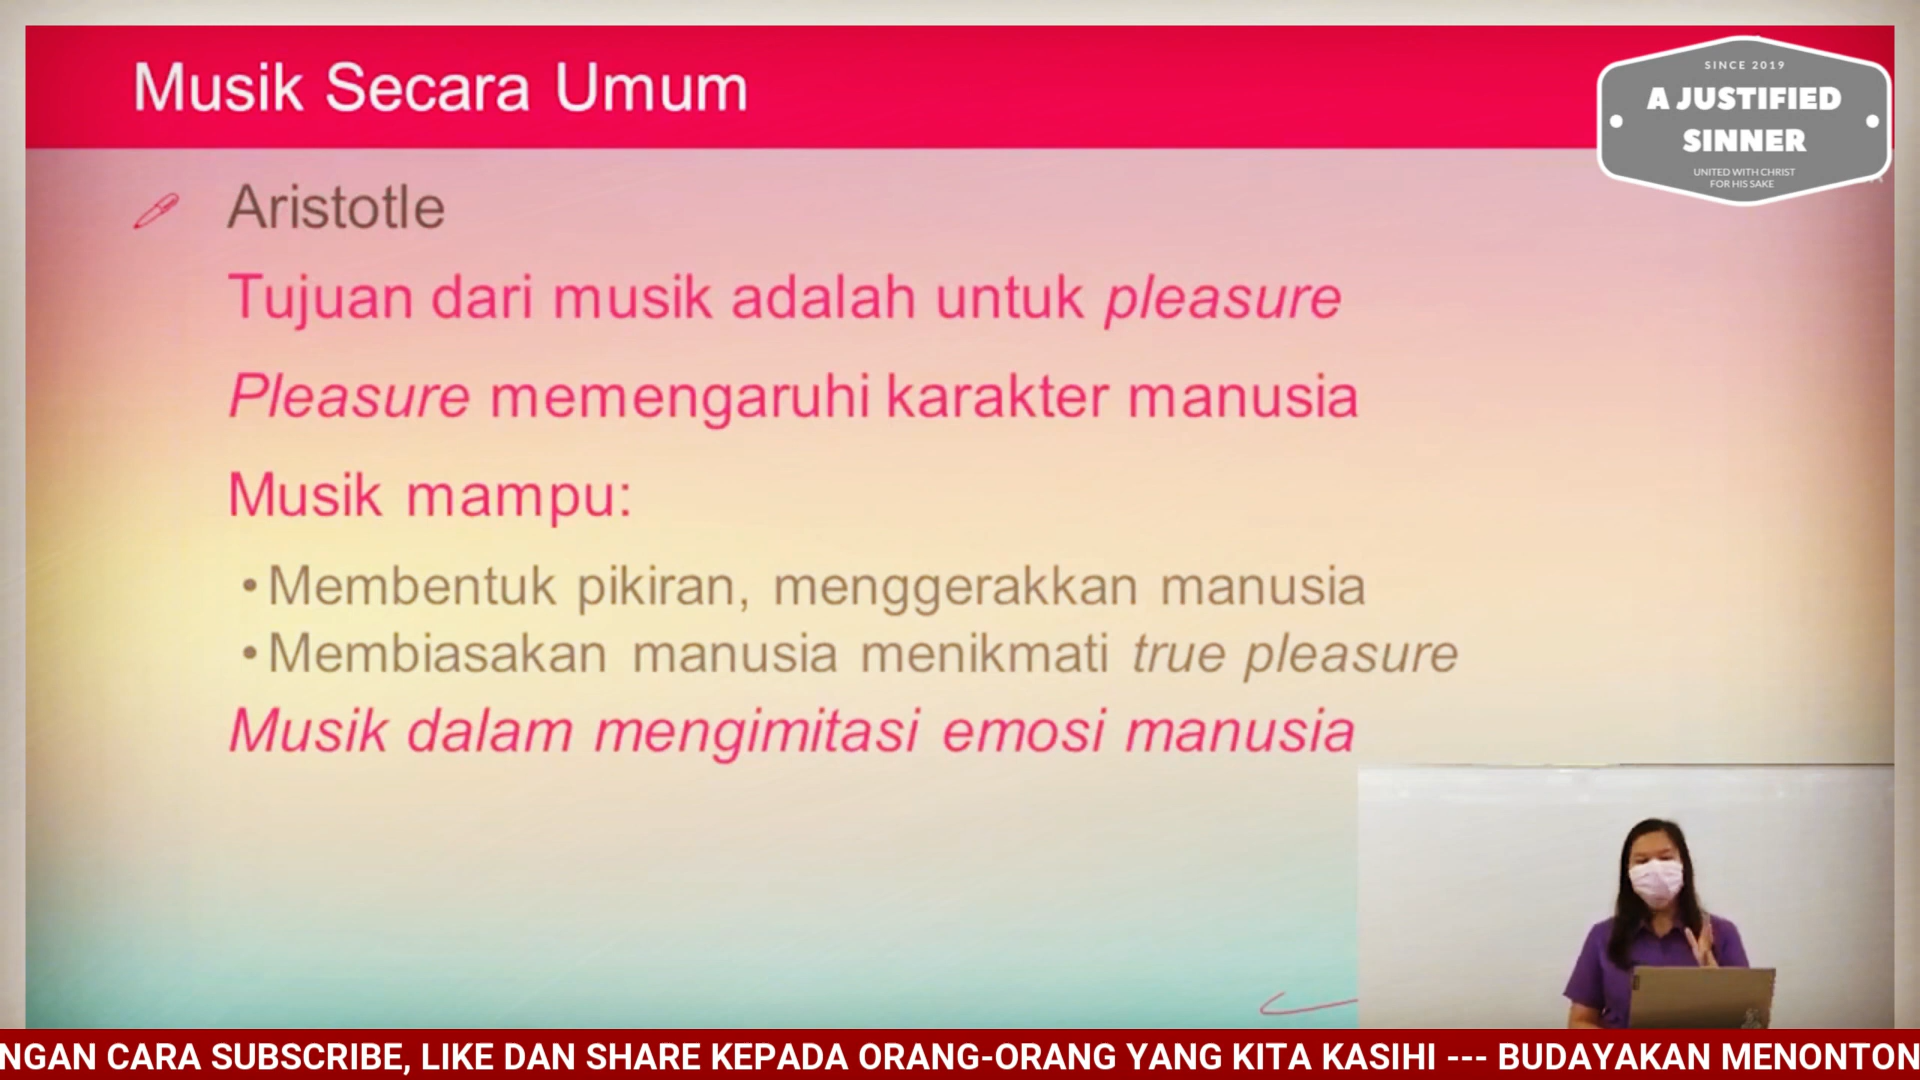 Musik Secara Umum
SINCE 2019
A JUSTIFIED
SINNER
UNITED WITH CHRIST
FOR HIS SAKE
Aristotle
Tujuan dari musik adalah untuk pleasure
Pleasure memengaruhi karakter manusia
Musik mampu:
•Membentuk pikiran, menggerakkan manusia
•Membiasakan manusia menikmati true pleasure
Musik dalam mengimitasi emosi manusia
NGAN CARA SUBSCRIBE, LIKE DAN SHARE KEPADA ORANG-ORANG YANG KITA KASIHI --- BUDAYAKAN MENONTON